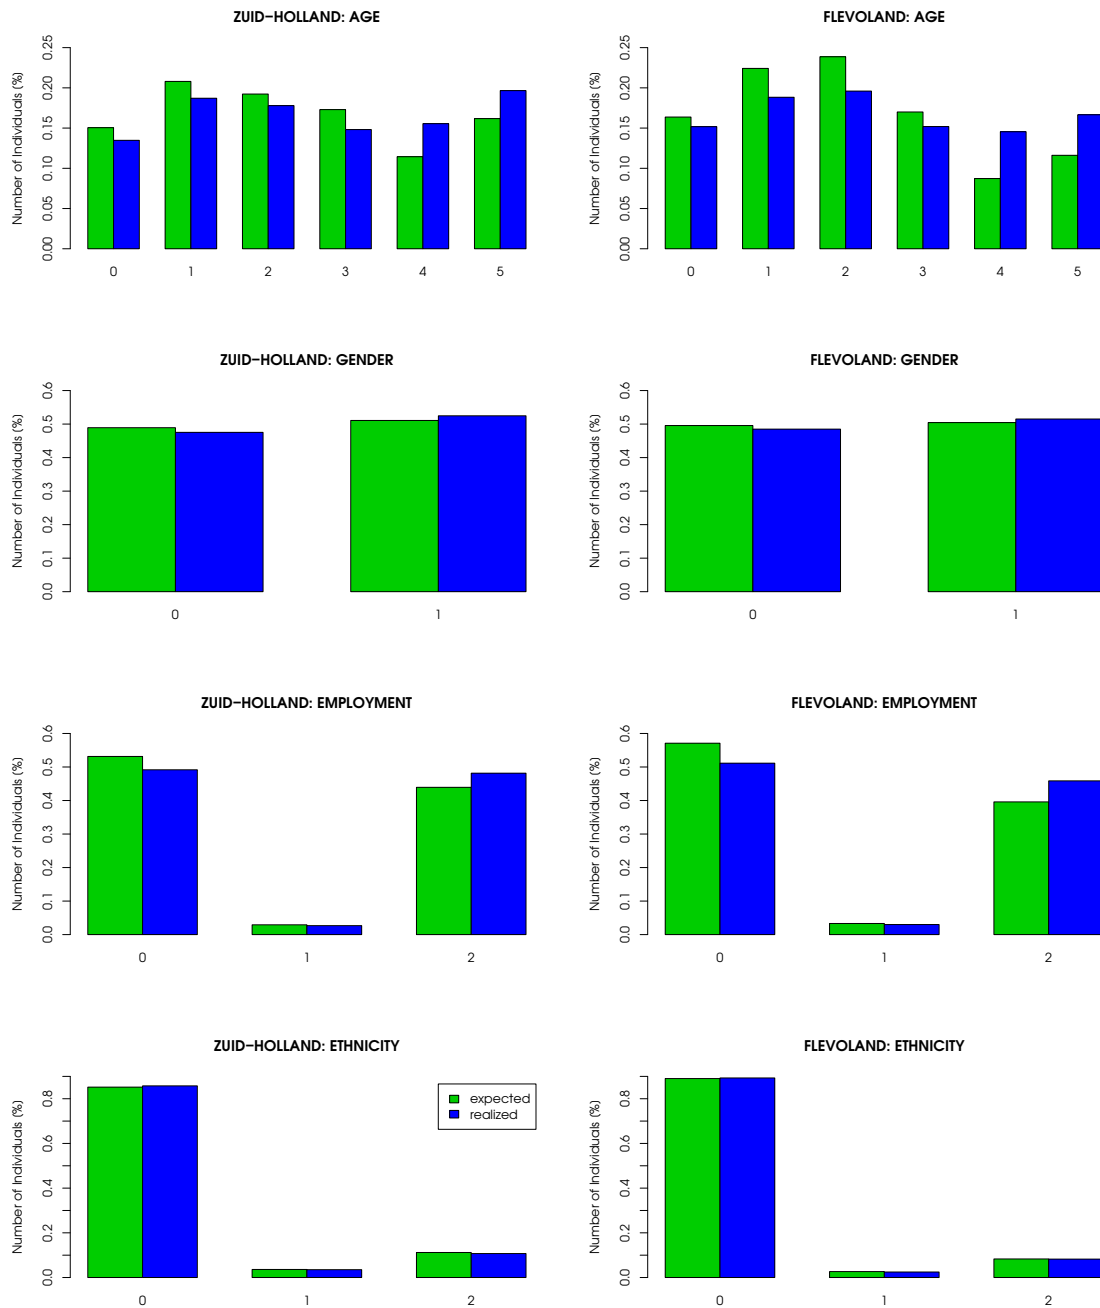 ZUID−HOLLAND: AGE
Number of Individuals (%)
0.00 0.05 0.10 0.15 0.20 0.25
0 1 2 3 4 5
FLEVOLAND: AGE
Number of Individuals (%)
0.00 0.05 0.10 0.15 0.20 0.25
0 1 2 3 4 5
ZUID−HOLLAND: GENDER
Number of Individuals (%)
0.0 0.1 0.2 0.3 0.4 0.5 0.6
0 1
FLEVOLAND: GENDER
Number of Individuals (%)
0.0 0.1 0.2 0.3 0.4 0.5 0.6
0 1
ZUID−HOLLAND: EMPLOYMENT
Number of Individuals (%)
0.0 0.1 0.2 0.3 0.4 0.5 0.6
0 1 2
FLEVOLAND: EMPLOYMENT
Number of Individuals (%)
0.0 0.1 0.2 0.3 0.4 0.5 0.6
0 1 2
ZUID−HOLLAND: ETHNICITY
Number of Individuals (%)
0.0 0.2 0.4 0.6 0.8
expected
realized
0 1 2
FLEVOLAND: ETHNICITY
Number of Individuals (%)
0.0 0.2 0.4 0.6 0.8
0 1 2